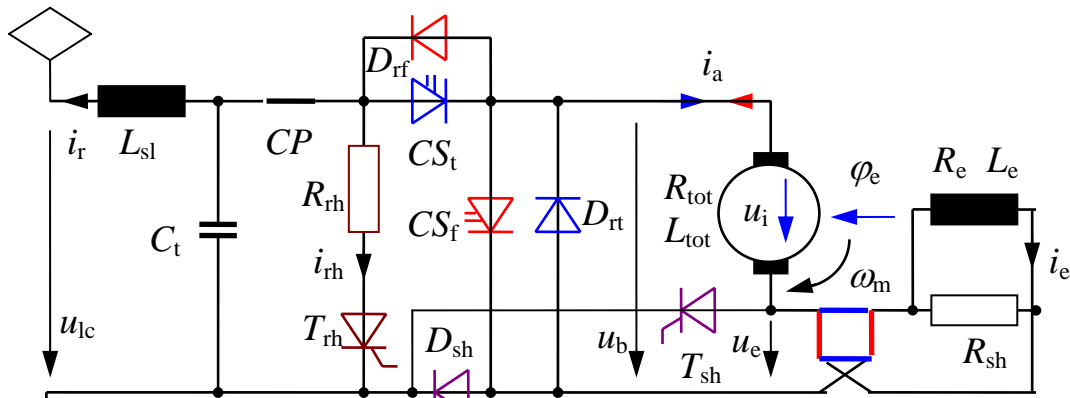 D_rf
i_a
i_r
L_sl
CP
CS_t
R_rh
CS_f
D_rt
R_tot
L_tot
u_i
φ_e
R_e
L_e
C_t
i_rh
ω_m
i_e
u_lc
T_rh
D_sh
u_b
T_sh
u_e
R_sh